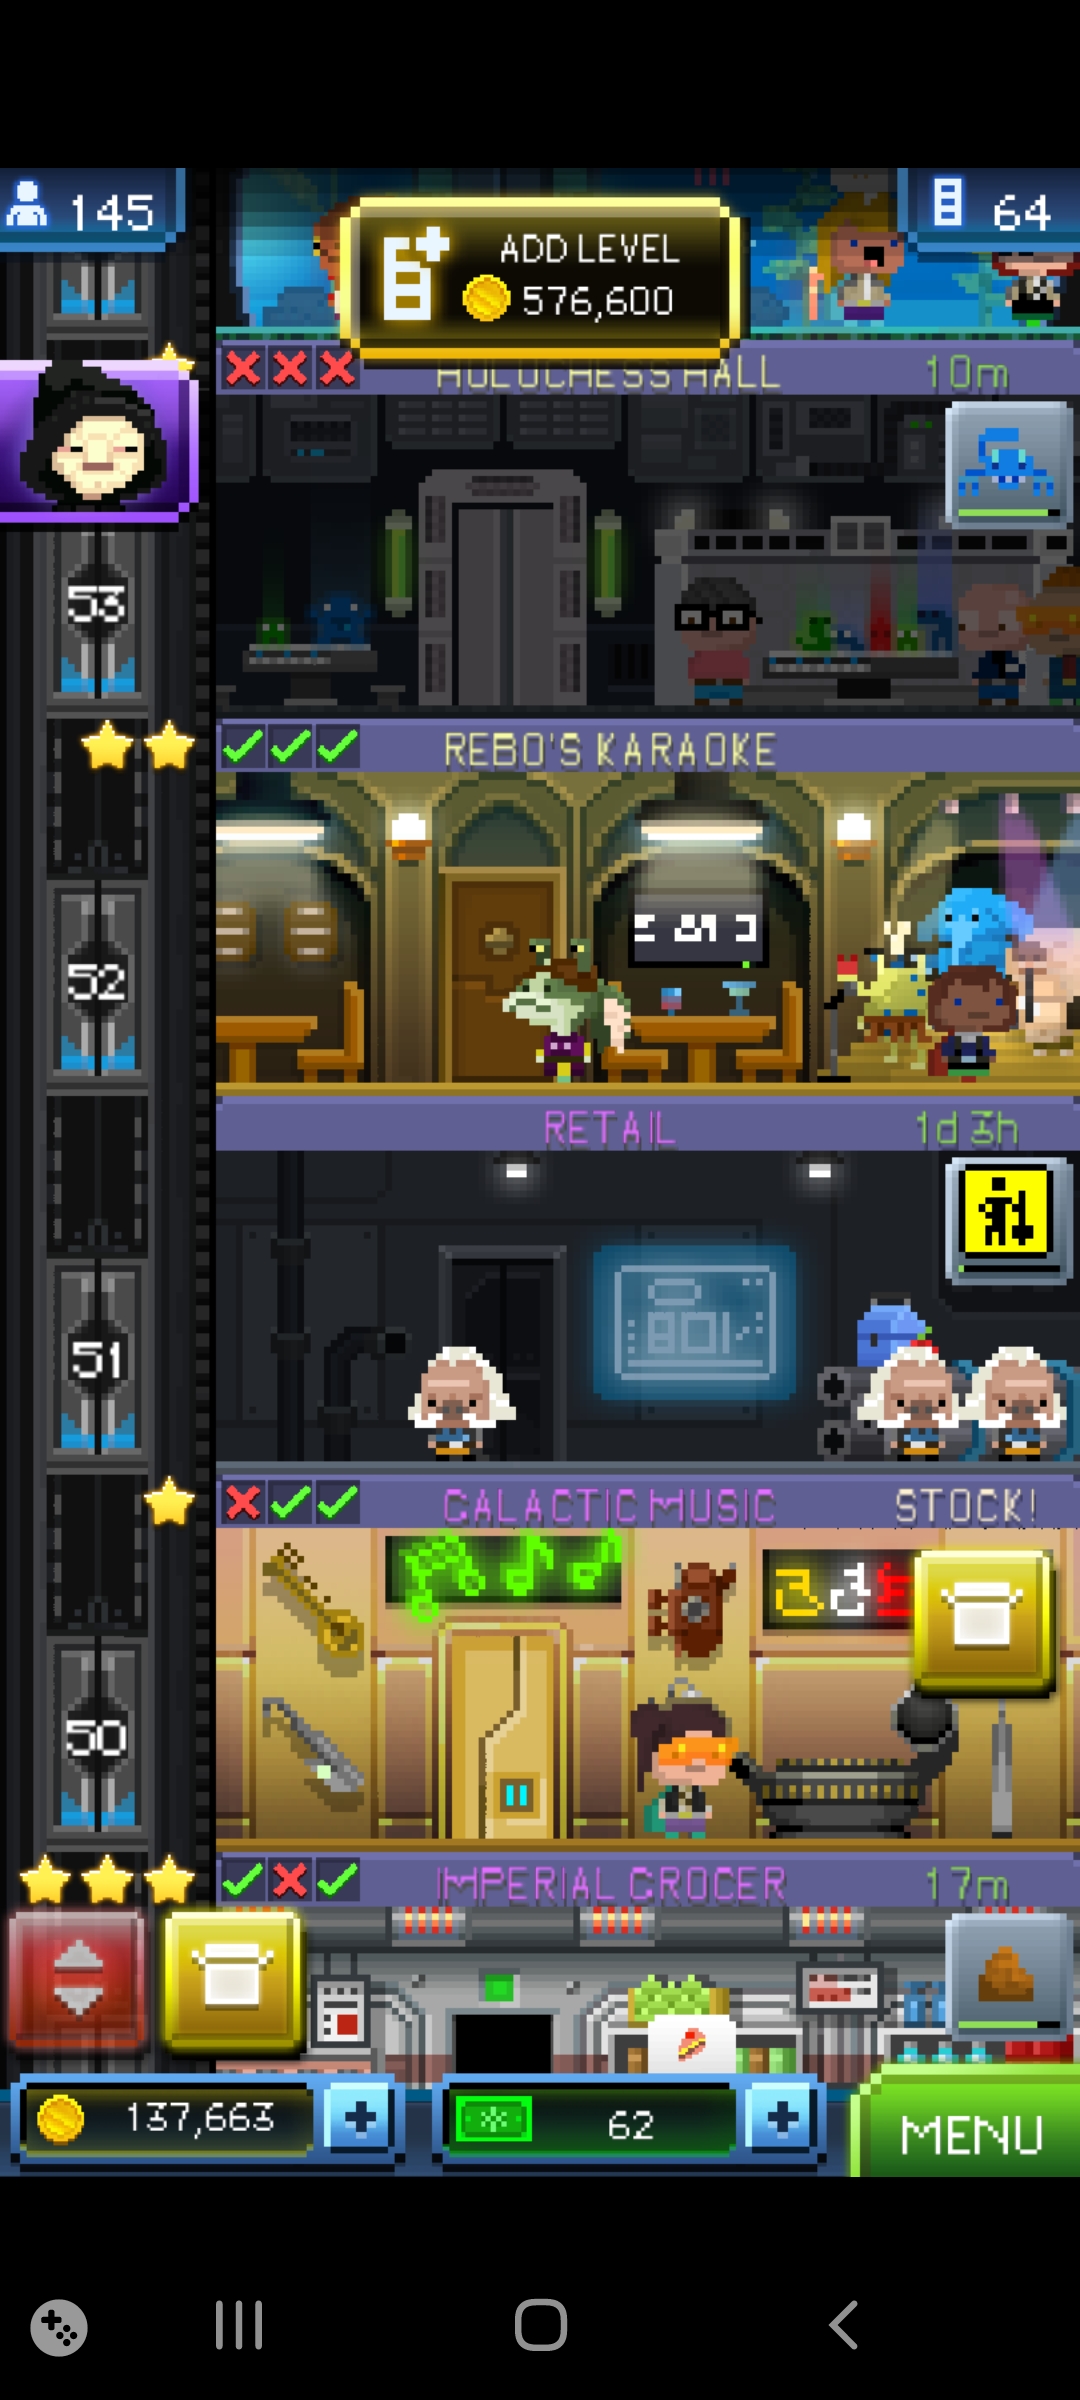 145
ADD LEVEL
576,600
64
HOLOCHESS HALL 10m
53
REBO'S KARAOKE
52
RETAIL 1d 3h
51
GALACTIC MUSIC STOCK!
50
IMPERIAL GROCER 17m
137,663
62
MENU